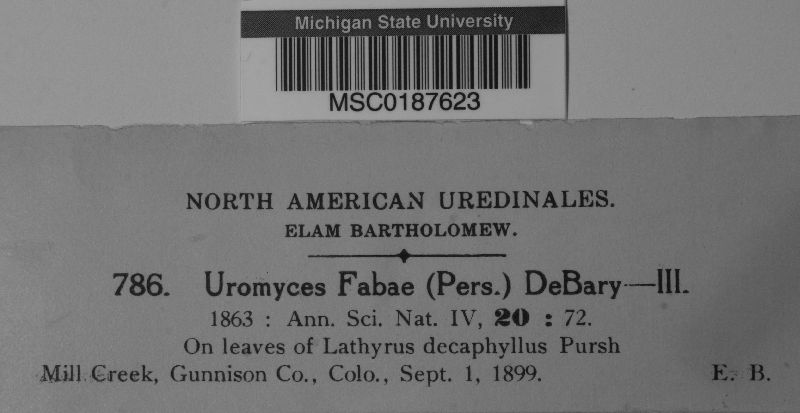 Michigan State University
MSC0187623
NORTH AMERICAN UREDINALES.
ELAM BARTHOLOMEW.
786. Uromyces Fabae (Pers.) DeBary—III.
1863 : Ann. Sci. Nat. IV, 20 : 72.
On leaves of Lathyrus decaphyllus Pursh
Mill Creek, Gunnison Co., Colo., Sept. 1, 1899. E. B.